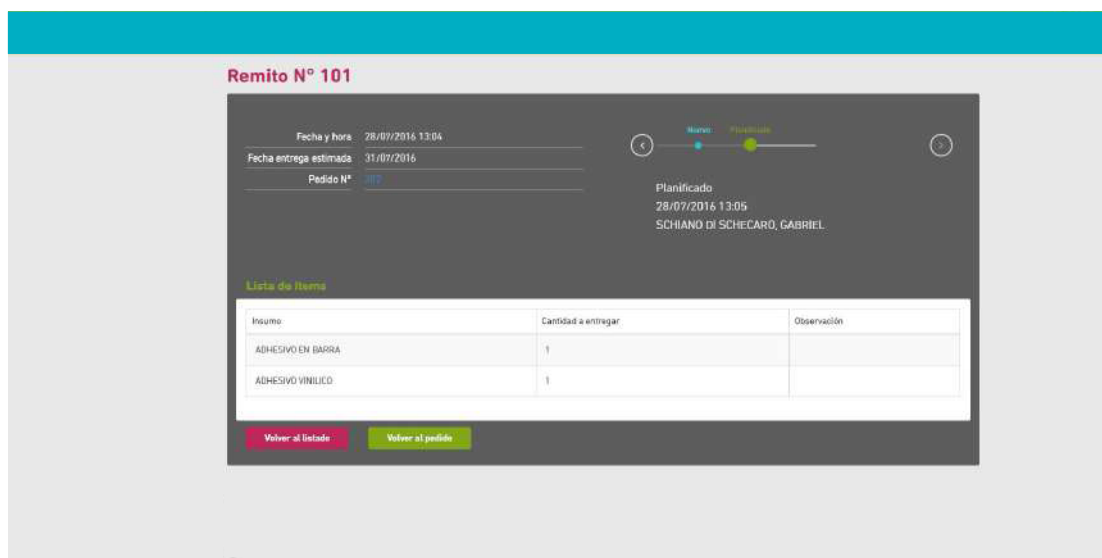 Remito N° 101
Fecha y hora 28/07/2016 13:04
Fecha entrega estimada 31/07/2016
Pedido N°
Nuevo Planificado
Planificado
28/07/2016 13:05
SCHIANO DI SCHECARO, GABRIEL
Lista de Items
Insumo Cantidad a entregar Observación
ADHESIVO EN BARRA 1
ADHESIVO VINILICO 1
Volver al listado Volver al pedido